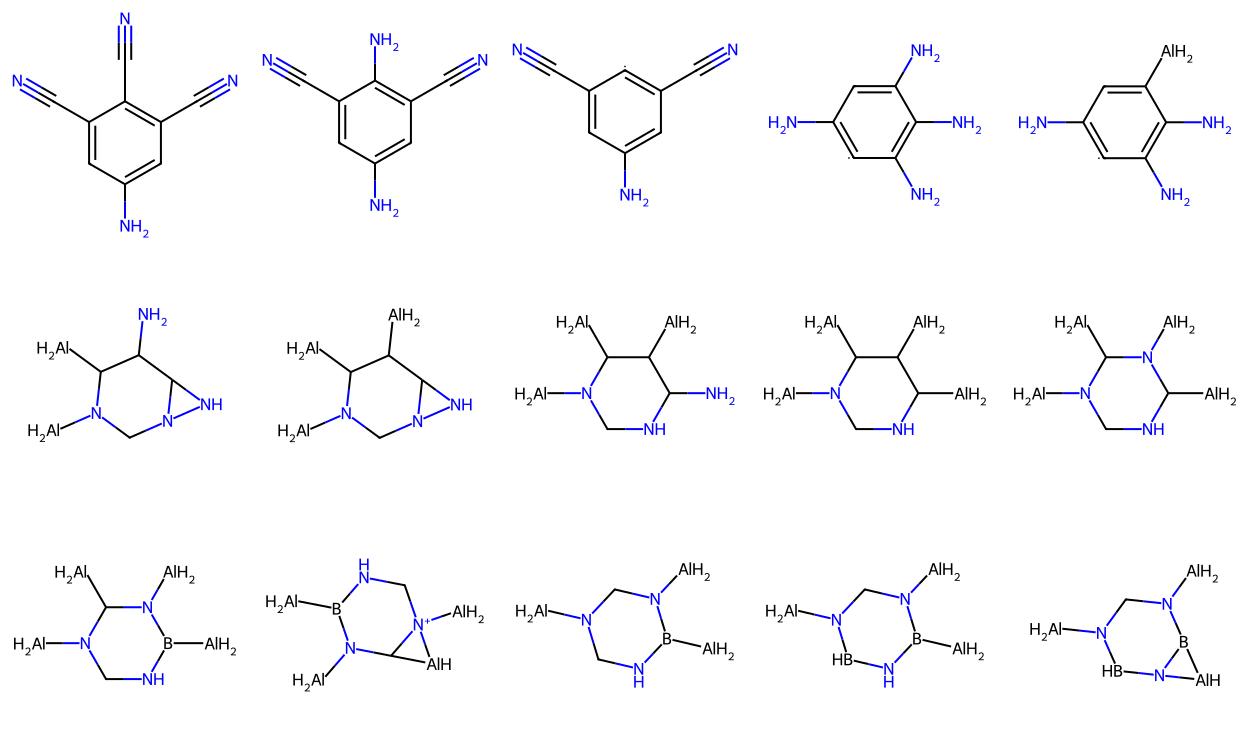 N
N N NH2 N N N NH2 AlH2
N
H2N NH2 H2N NH2
NH2 NH2 NH2 NH2
NH2 NH2
NH2 AlH2 H2Al AlH2 H2Al AlH2 H2Al AlH2
H2Al H2Al N
N NH N NH H2Al N NH2 H2Al N AlH2 H2Al N AlH2
H2Al N H2Al N NH NH NH
H2Al AlH2 H N AlH2 AlH2 AlH2
N H2Al B N+ AlH2 H2Al N N H2Al N N H2Al N N
H2Al N B AlH2 N AlH B AlH2 HB B AlH2 HB B
NH H2Al N H N H N AlH